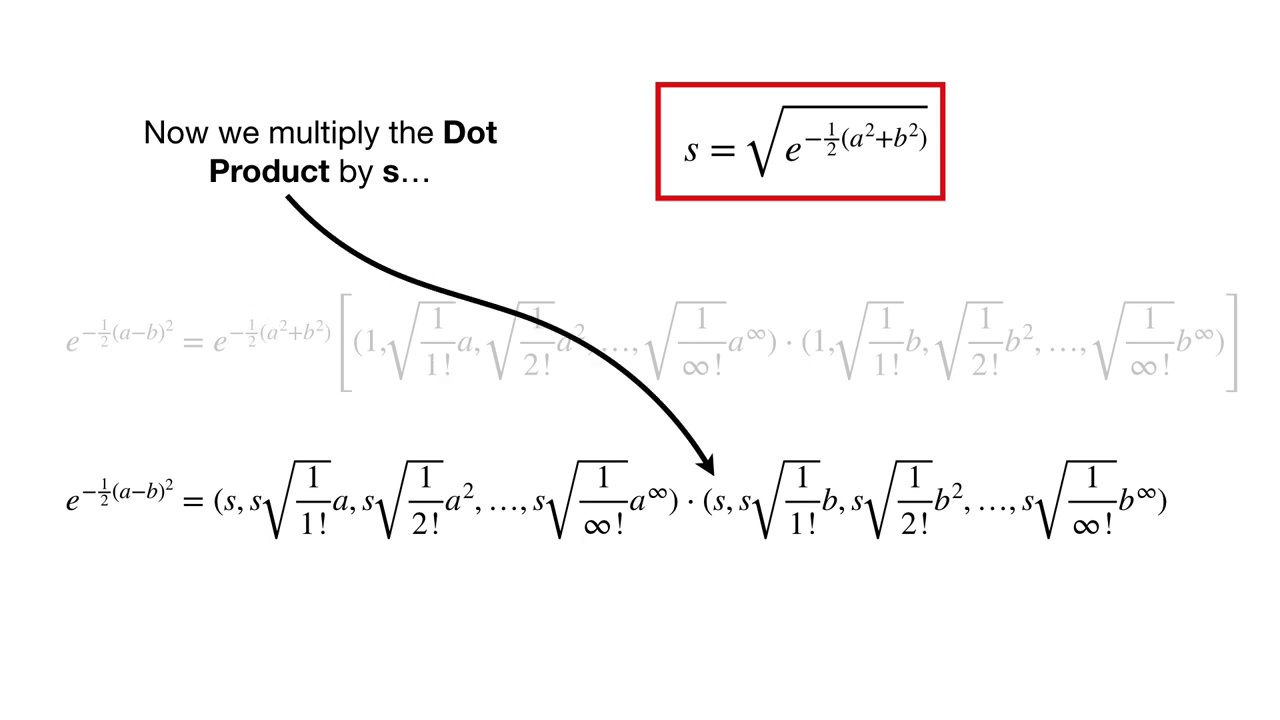 Now we multiply the Dot
Product by s…
s = √(e^{−½(a²+b²)})
e^{−½(a−b)²} = e^{−½(a²+b²)} [(1, √(1/1!) a, √(1/2!) a², …, √(1/∞!) a^∞) · (1, √(1/1!) b, √(1/2!) b², …, √(1/∞!) b^∞)]
e^{−½(a−b)²} = (s, s√(1/1!) a, s√(1/2!) a², …, s√(1/∞!) a^∞) · (s, s√(1/1!) b, s√(1/2!) b², …, s√(1/∞!) b^∞)